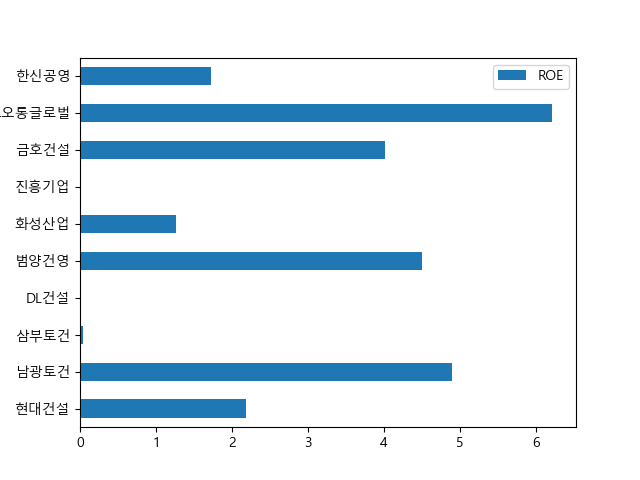 한신공영
오롱글로벌
금호건설
진흥기업
화성산업
범양건영
DL건설
삼부토건
남광토건
현대건설
ROE
0 1 2 3 4 5 6